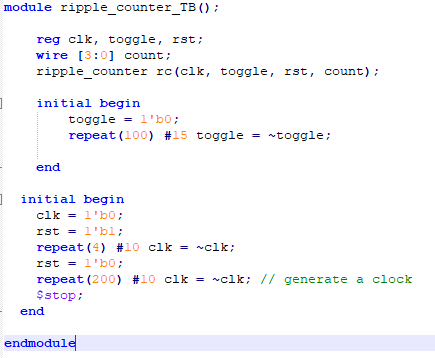 module ripple_counter_TB();
reg clk, toggle, rst;
wire [3:0] count;
ripple_counter rc(clk, toggle, rst, count);
initial begin
toggle = 1'b0;
repeat(100) #15 toggle = ~toggle;
end
initial begin
clk = 1'b0;
rst = 1'b1;
repeat(4) #10 clk = ~clk;
rst = 1'b0;
repeat(200) #10 clk = ~clk; // generate a clock
$stop;
end
endmodule